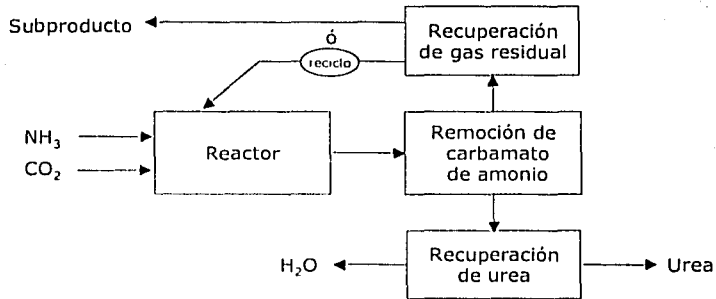 Subproducto
Recuperación
de gas residual
ó
reciclo
NH₃
CO₂
Reactor
Remoción de
carbamato
de amonio
H₂O
Recuperación
de urea
Urea